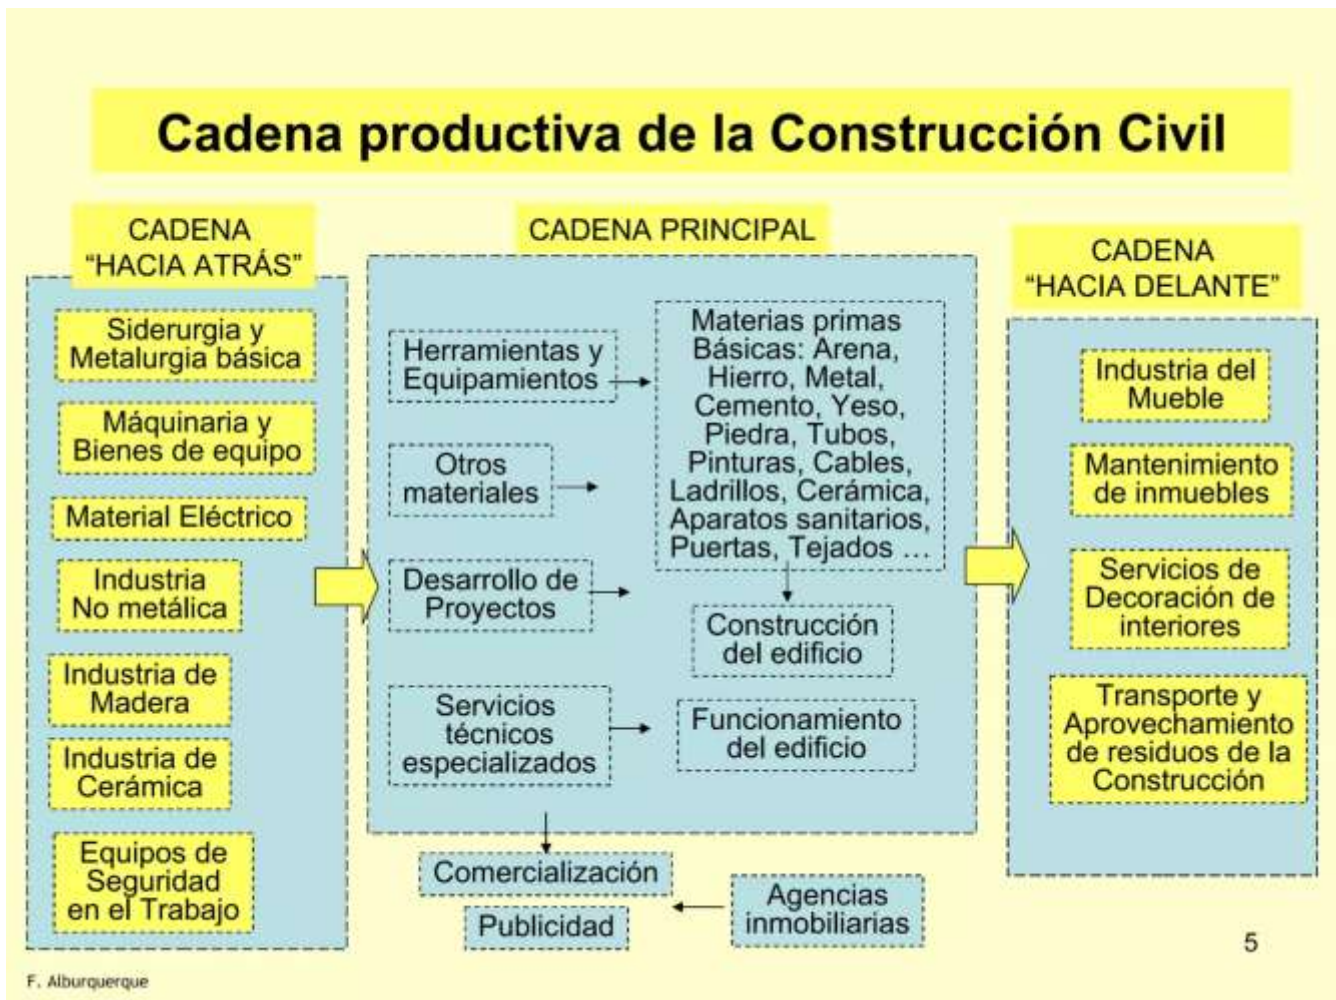 Cadena productiva de la Construcción Civil
CADENA
“HACIA ATRÁS”
Siderurgia y
Metalurgia básica
Máquinaria y
Bienes de equipo
Material Eléctrico
Industria
No metálica
Industria de
Madera
Industria de
Cerámica
Equipos de
Seguridad
en el Trabajo
CADENA PRINCIPAL
Herramientas y
Equipamientos
Otros
materiales
Desarrollo de
Proyectos
Servicios
técnicos
especializados
Materias primas
Básicas: Arena,
Hierro, Metal,
Cemento, Yeso,
Piedra, Tubos,
Pinturas, Cables,
Ladrillos, Cerámica,
Aparatos sanitarios,
Puertas, Tejados ...
Construcción
del edificio
Funcionamiento
del edificio
Comercialización
Publicidad
Agencias
inmobiliarias
CADENA
“HACIA DELANTE”
Industria del
Mueble
Mantenimiento
de inmuebles
Servicios de
Decoración de
interiores
Transporte y
Aprovechamiento
de residuos de la
Construcción
5
F. Alburquerque